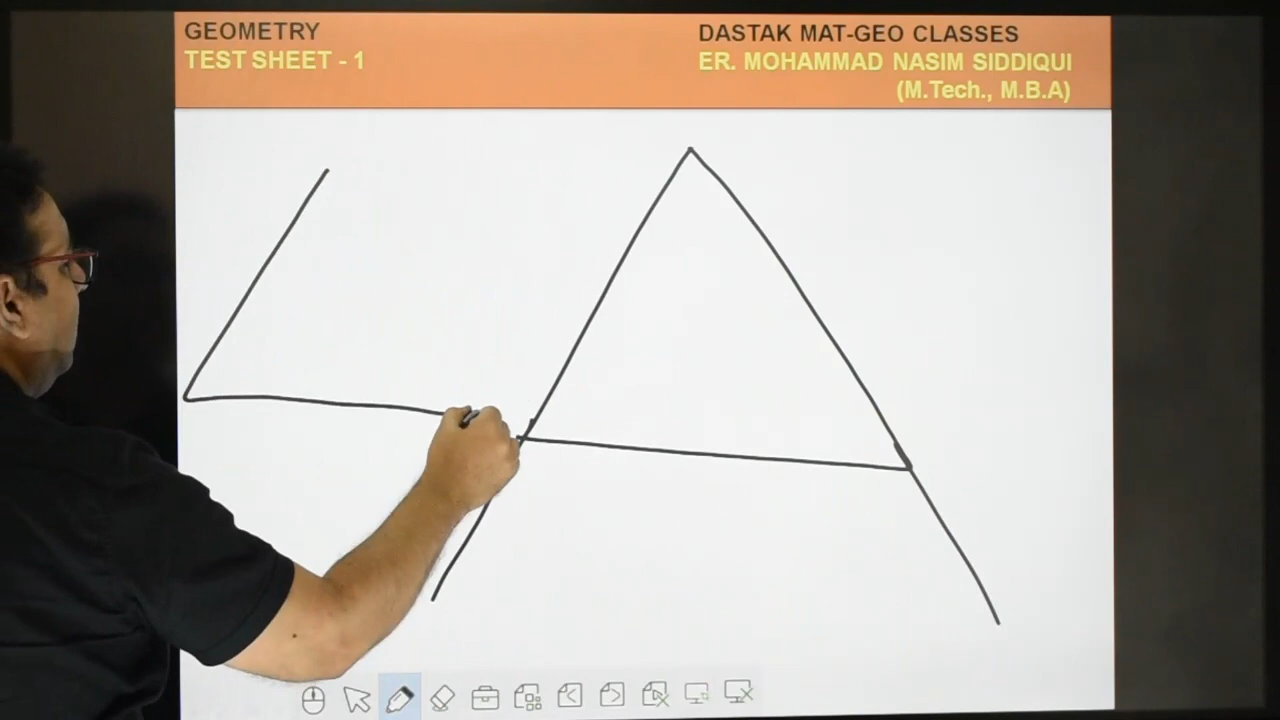 GEOMETRY
TEST SHEET - 1
DASTAK MAT-GEO CLASSES
ER. MOHAMMAD NASIM SIDDIQUI
(M.Tech., M.B.A)